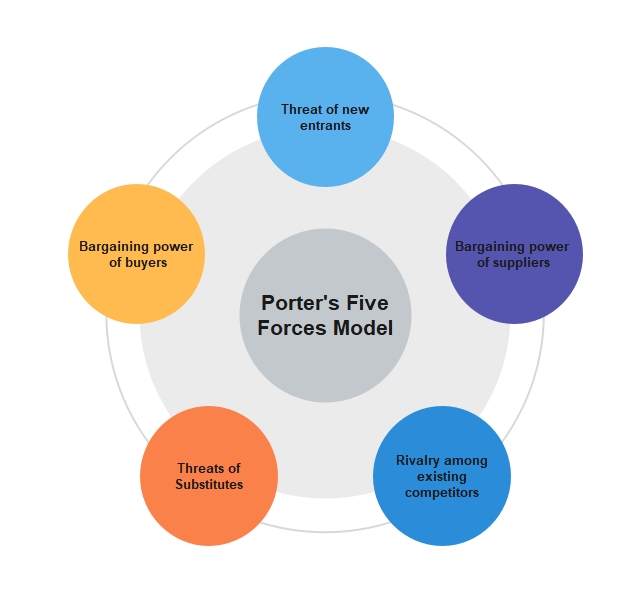 Threat of new
entrants
Bargaining power
of buyers
Bargaining power
of suppliers
Porter's Five
Forces Model
Threats of
Substitutes
Rivalry among
existing
competitors